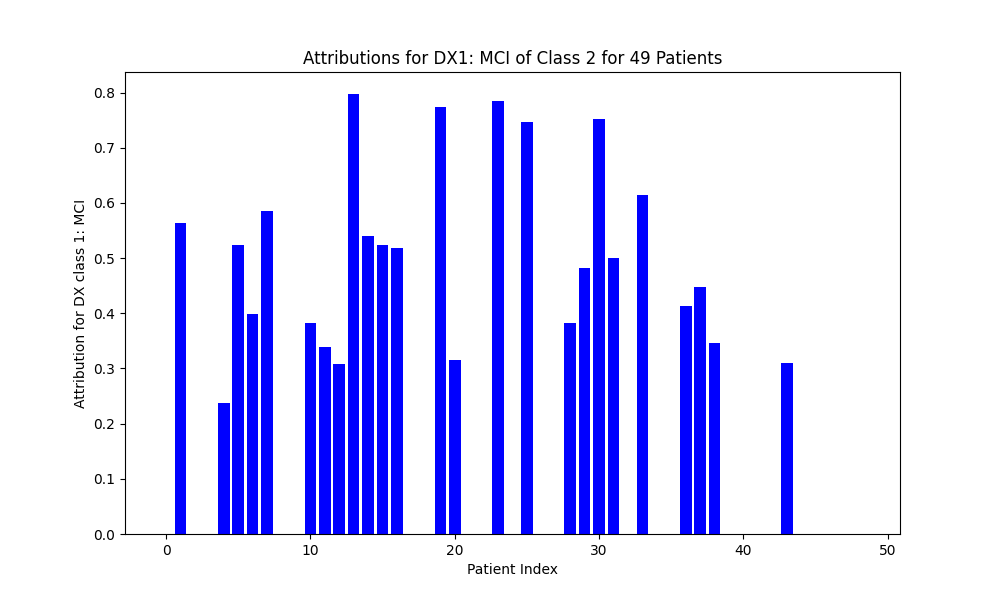 Attributions for DX1: MCI of Class 2 for 49 Patients
Attribution for DX class 1: MCI
0.8
0.7
0.6
0.5
0.4
0.3
0.2
0.1
0.0
0 10 20 30 40 50
Patient Index